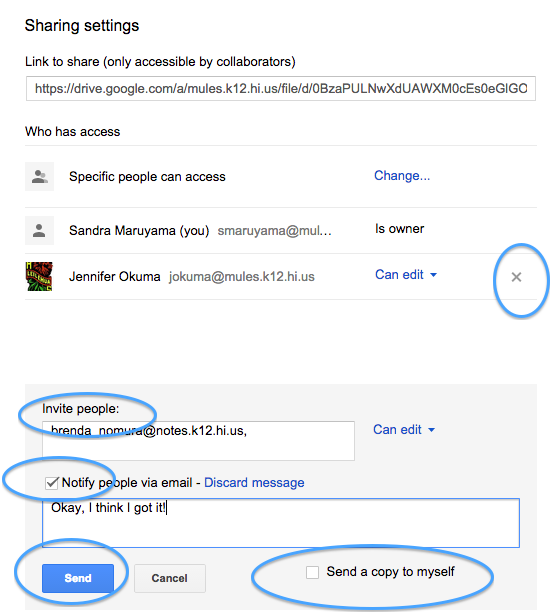 Sharing settings
Link to share (only accessible by collaborators)
https://drive.google.com/a/mules.k12.hi.us/file/d/0BzaPULNwXdUAWXM0cEs0eGlGO
Who has access
Specific people can access Change...
Sandra Maruyama (you) smaruyama@mul... Is owner
Jennifer Okuma jokuma@mules.k12.hi.us Can edit
Invite people:
brenda_nomura@notes.k12.hi.us, Can edit
Notify people via email - Discard message
Okay, I think I got it!
Send Cancel Send a copy to myself